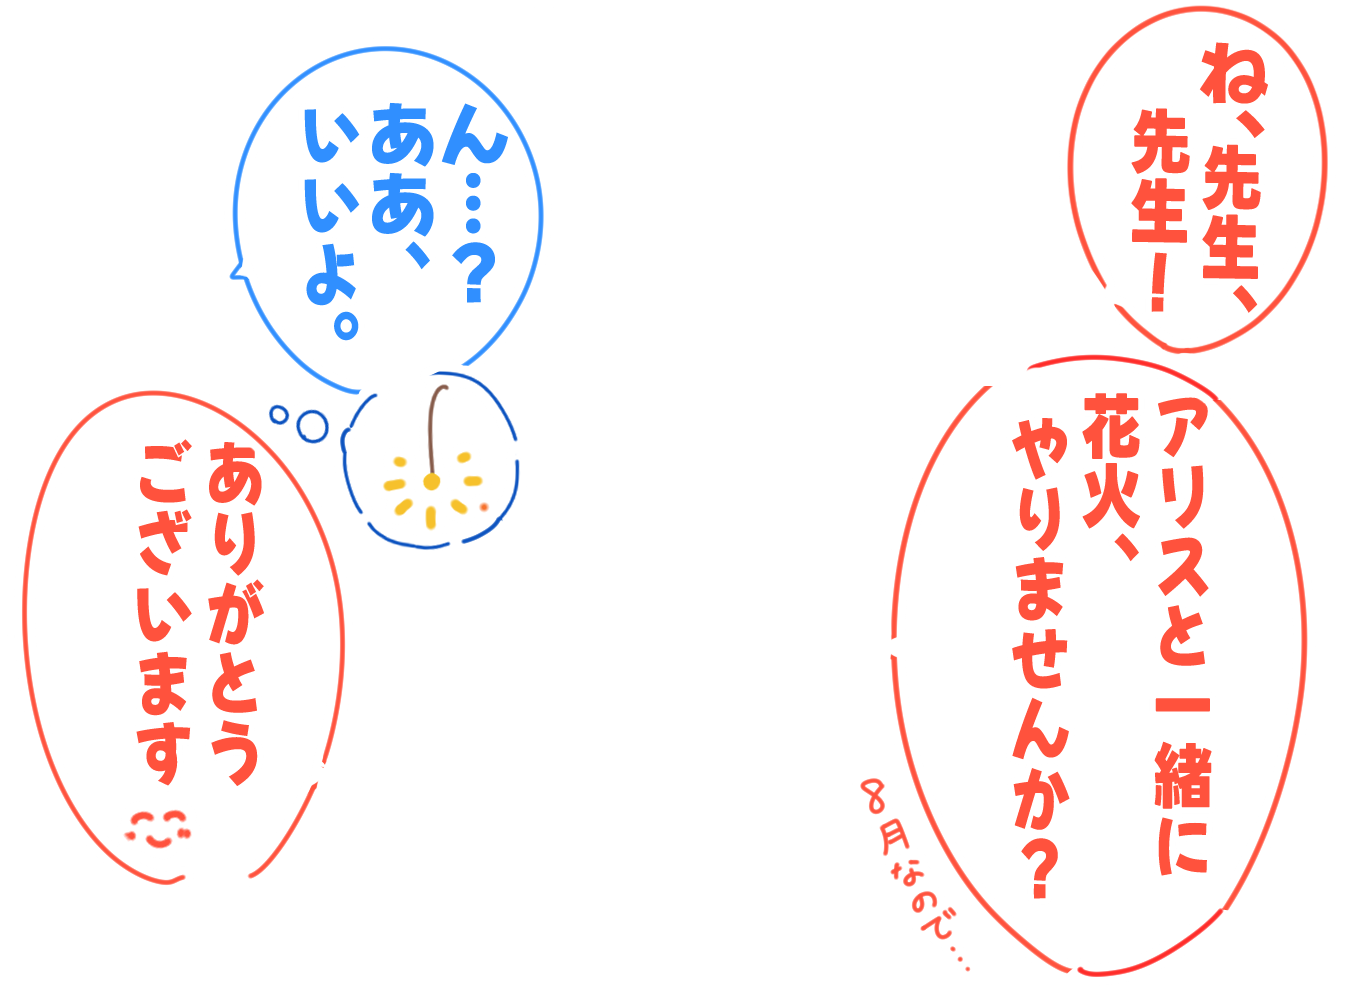 ね、先生、
先生!
アリスと一緒に
花火、
やりませんか?
8月なので...
ん…?
ああ、
いいよ。
ありがとう
ございます